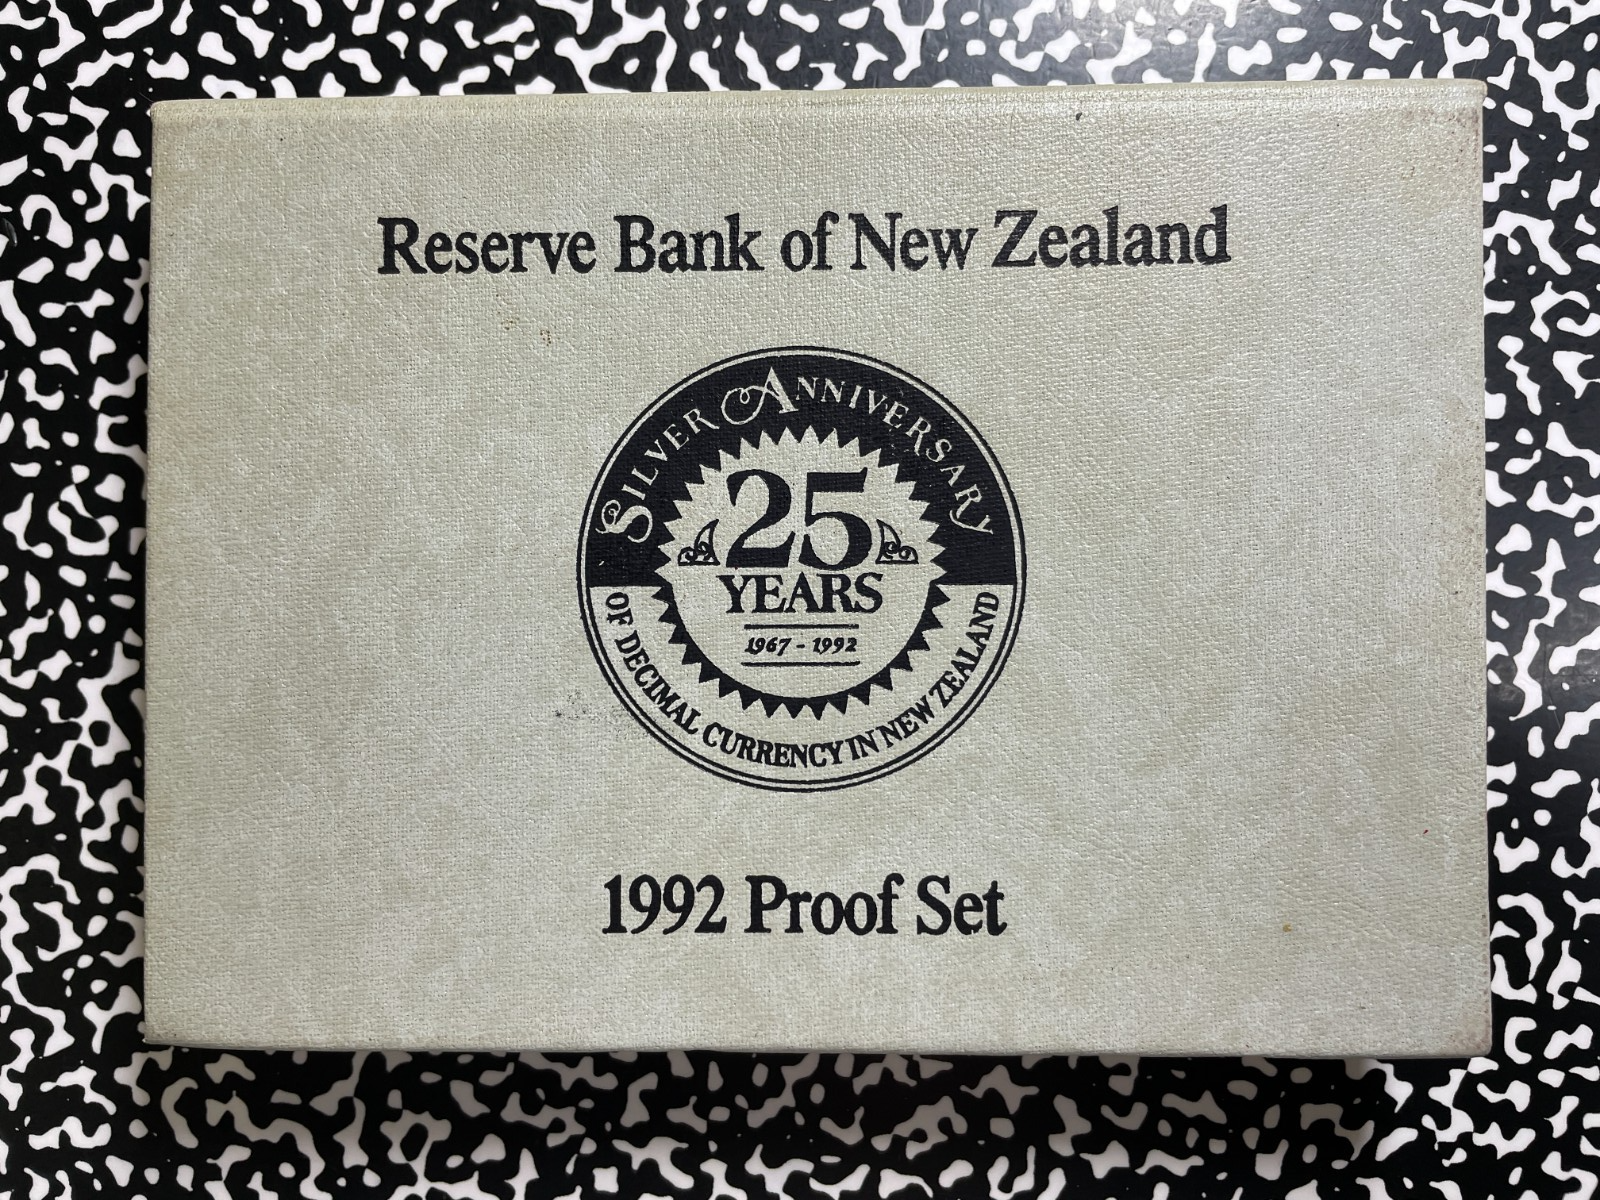 Reserve Bank of New Zealand
SILVER ANNIVERSARY
25
YEARS
1967 - 1992
OF DECIMAL CURRENCY IN NEW ZEALAND
1992 Proof Set